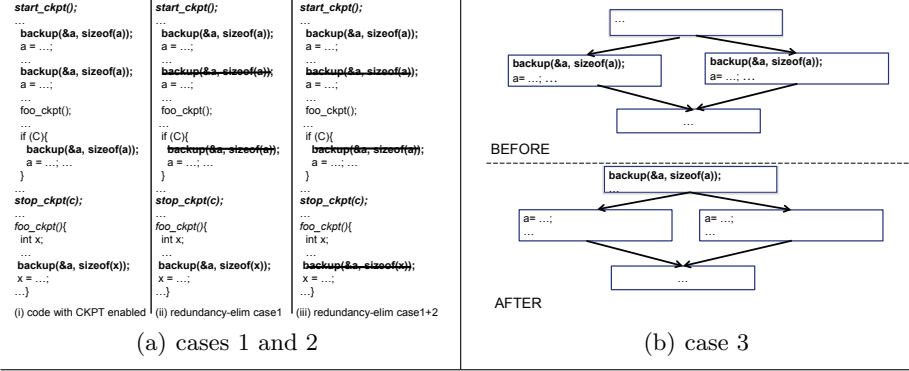 start_ckpt();
…
backup(&a, sizeof(a));
a = …;
…
backup(&a, sizeof(a));
a = …;
…
foo_ckpt();
…
if (C){
backup(&a, sizeof(a));
a = …; …
}
…
stop_ckpt(c);
…
foo_ckpt(){
int x;
…
backup(&a, sizeof(x));
x = …;
…}
(i) code with CKPT enabled
start_ckpt();
…
backup(&a, sizeof(a));
a = …;
…
backup(&a, sizeof(a));
a = …;
…
foo_ckpt();
…
if (C){
backup(&a, sizeof(a));
a = …; …
}
…
stop_ckpt(c);
…
foo_ckpt(){
int x;
…
backup(&a, sizeof(x));
x = …;
…}
(ii) redundancy-elim case1
start_ckpt();
…
backup(&a, sizeof(a));
a = …;
…
backup(&a, sizeof(a));
a = …;
…
foo_ckpt();
…
if (C){
backup(&a, sizeof(a));
a = …; …
}
…
stop_ckpt(c);
…
foo_ckpt(){
int x;
…
backup(&a, sizeof(x));
x = …;
…}
(iii) redundancy-elim case1+2
(a) cases 1 and 2
…
backup(&a, sizeof(a));
a= …; …
backup(&a, sizeof(a));
a= …; …
…
BEFORE
backup(&a, sizeof(a));
…
a= …;
…
a= …;
…
…
AFTER
(b) case 3